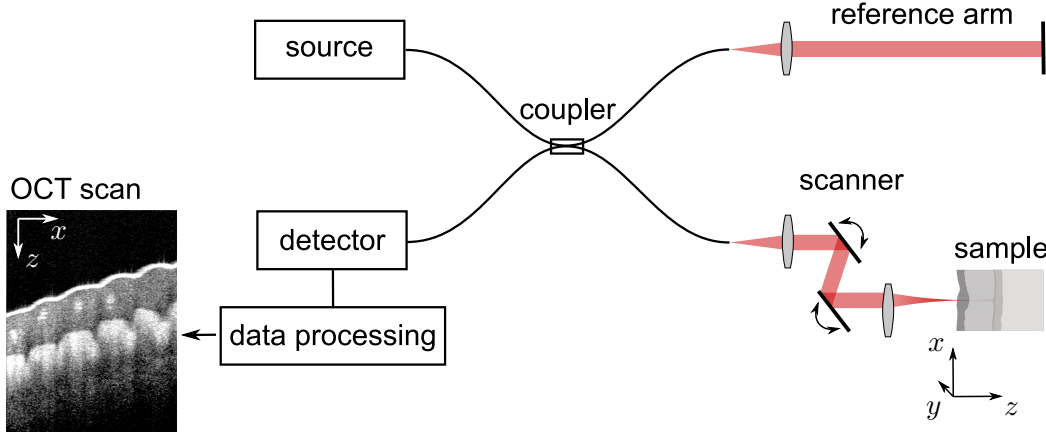 reference arm
source
coupler
OCT scan
scanner
x
z
detector
sample
data processing
x
y
z